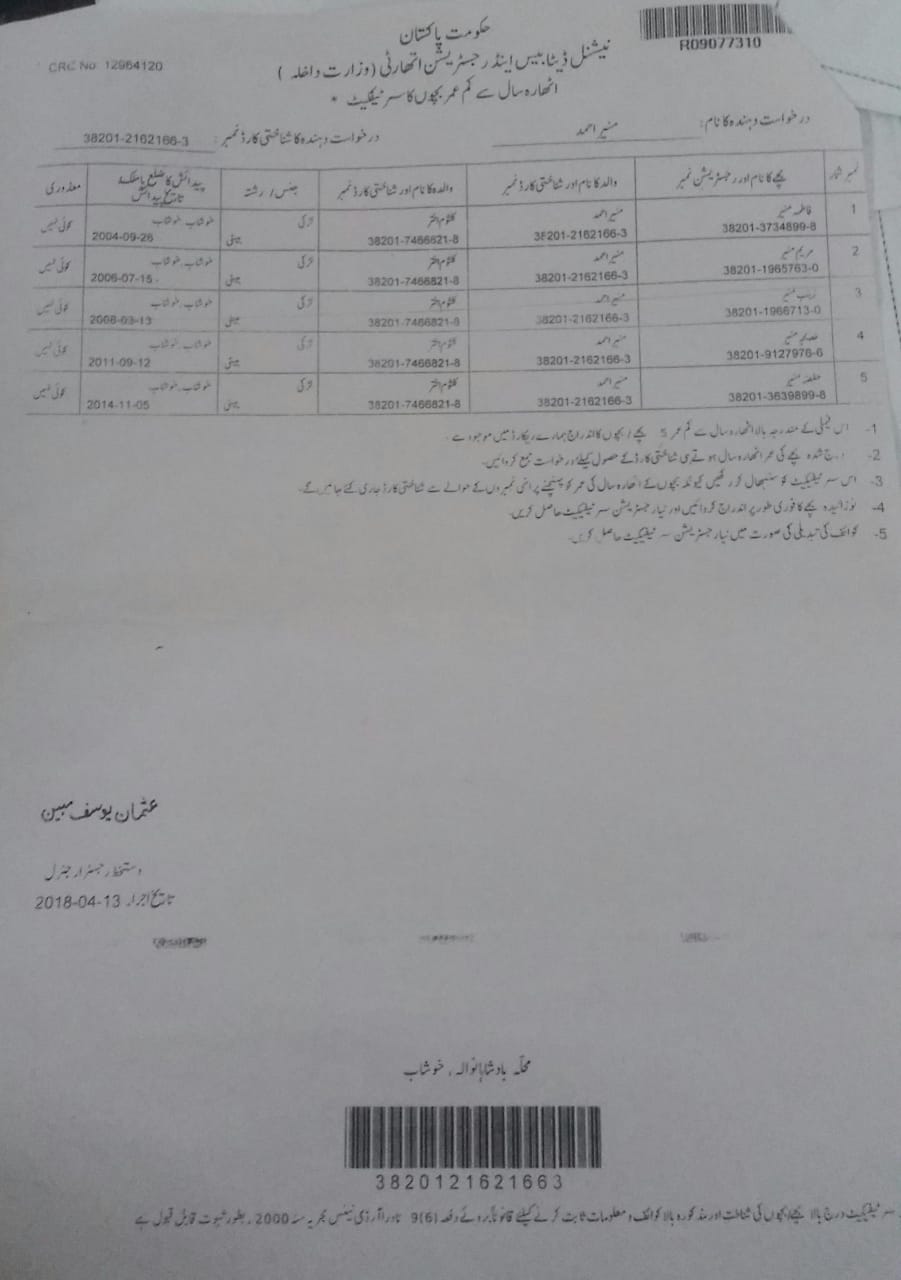 حکومت پاکستان
R09077310
CRC No 12964120
نیشنل ڈیٹا بیس اینڈ رجسٹریشن اتھارٹی (وزارت داخلہ)
اٹھارہ سال سے کم عمر بچوں کا سرٹیفکیٹ *
درخواست دہندہ کا نام: منیر احمد درخواست دہندہ کا شناختی کارڈ نمبر: 38201-2162166-3
نمبر شمار بچے کا نام اور رجسٹریشن نمبر والد کا نام اور شناختی کارڈ نمبر والدہ کا نام اور شناختی کارڈ نمبر جنس / رشتہ پیدائش کا ضلع یا ملک معذوری
تاریخ پیدائش
1 فاطمہ منیر منیر احمد کلثوم اختر لڑکی خوشاب خوشاب کوئی نہیں
38201-3734899-8 38201-2162166-3 38201-7466821-8 بیٹی 2004-09-26
2 مریم منیر منیر احمد کلثوم اختر لڑکی خوشاب, خوشاب کوئی نہیں
38201-1965763-0 38201-2162166-3 38201-7466821-8 بیٹی 2006-07-15
3 زینب منیر منیر احمد کلثوم اختر لڑکی خوشاب, خوشاب کوئی نہیں
38201-1966713-0 38201-2162166-3 38201-7466821-8 بیٹی 2008-03-13
4 منیر منیر احمد کلثوم اختر لڑکی خوشاب, خوشاب کوئی نہیں
38201-9127976-6 38201-2162166-3 38201-7466821-8 بیٹی 2011-09-12
5 حفصہ منیر منیر احمد کلثوم اختر لڑکی خوشاب, خوشاب کوئی نہیں
38201-3639899-8 38201-2162166-3 38201-7466821-8 بیٹی 2014-11-05
1- اس فیملی کے مندرجہ بالا اٹھارہ سال سے کم عمر 5 بچے / بچوں کا اندراج ہمارے ریکارڈ میں موجود ہے۔
2- درج شدہ بچے کی عمر اٹھارہ سال ہوتے ہی شناختی کارڈ کے حصول کیلئے درخواست جمع کروائیں۔
3- اس سرٹیفکیٹ کو سنبھال کر رکھیں کیونکہ بچوں کے اٹھارہ سال کی عمر کو پہنچنے پر انہی نمبروں کے حوالے سے شناختی کارڈ جاری کئے جائیں گے۔
4- نوزائیدہ بچے کا فوری طور پر اندراج کروائیں اور نیا رجسٹریشن سرٹیفکیٹ حاصل کریں۔
5- کوائف کی تبدیلی کی صورت میں نیا رجسٹریشن سرٹیفکیٹ حاصل کریں۔
عثمان یوسف مبین
دستخط رجسٹرار جنرل
تاریخ اجراء 2018-04-13
محلہ بادشاہانوالہ، خوشاب
3820121621663
سرٹیفکیٹ درج بالا بچے/بچوں کی شناخت اور مذکورہ بالا کوائف و معلومات ثابت کرنے کیلئے قانوناً بروئے دفعہ 9(6) نادرا آرڈیننس مجریہ سنہ 2000، بطور ثبوت قابل قبول ہے